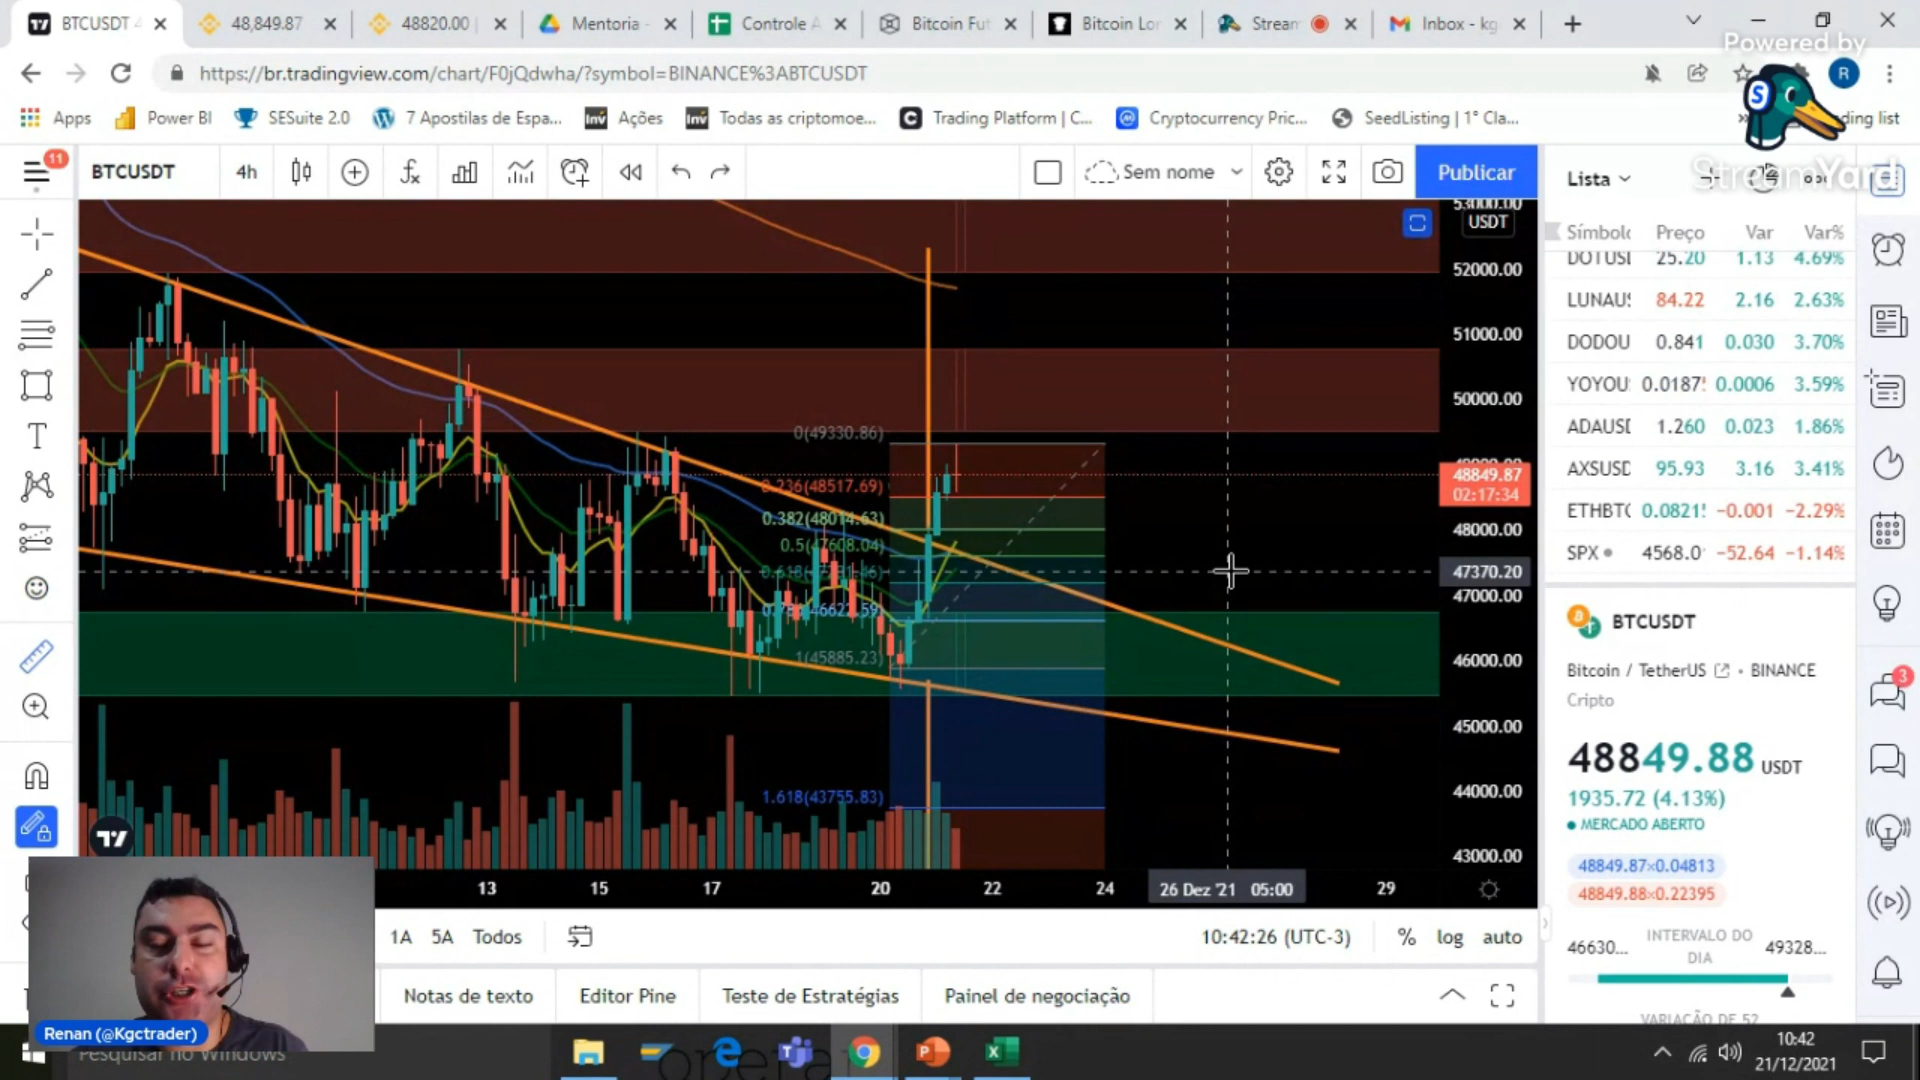 BTCUSDT 4
48,849.87
48820.00 |
Mentoria -
Controle A
Bitcoin Fut
Bitcoin Lor
Stream
Inbox - kg
Powered by
https://br.tradingview.com/chart/F0jQdwha/?symbol=BINANCE%3ABTCUSDT
R
S
StreamYard
Apps
Power BI
SESuite 2.0
7 Apostilas de Espa...
Ações
Todas as criptomoe...
Trading Platform | C...
Cryptocurrency Pric...
SeedListing | 1° Cla...
ding list
11
BTCUSDT
4h
Sem nome
Publicar
Lista
53000.00
USDT
52000.00
51000.00
50000.00
48849.87
02:17:34
48000.00
47370.20
47000.00
46000.00
45000.00
44000.00
43000.00
0(49330.86)
0.236(48517.69)
0.382(48014.63)
0.5(47608.04)
1(45885.23)
1.618(43755.83)
13
15
17
20
22
24
26 Dez '21 05:00
29
Símbolo Preço Var Var%
DOTUSI 25.20 1.13 4.69%
LUNAU 84.22 2.16 2.63%
DODOU 0.841 0.030 3.70%
YOYOU 0.0187 0.0006 3.59%
ADAUSI 1.260 0.023 1.86%
AXSUSD 95.93 3.16 3.41%
ETHBT 0.0821 −0.001 −2.29%
SPX 4568.0 −52.64 −1.14%
BTCUSDT
Bitcoin / TetherUS • BINANCE
Cripto
48849.88 USDT
1935.72 (4.13%)
MERCADO ABERTO
48849.87×0.04813
48849.88×0.22395
46630... INTERVALO DO DIA 49328...
VARIAÇÃO DE 52
3
1A
5A
Todos
10:42:26 (UTC-3)
%
log
auto
Notas de texto
Editor Pine
Teste de Estratégias
Painel de negociação
Renan (@Kgctrader)
Pesquisar no Windows
10:42
21/12/2021